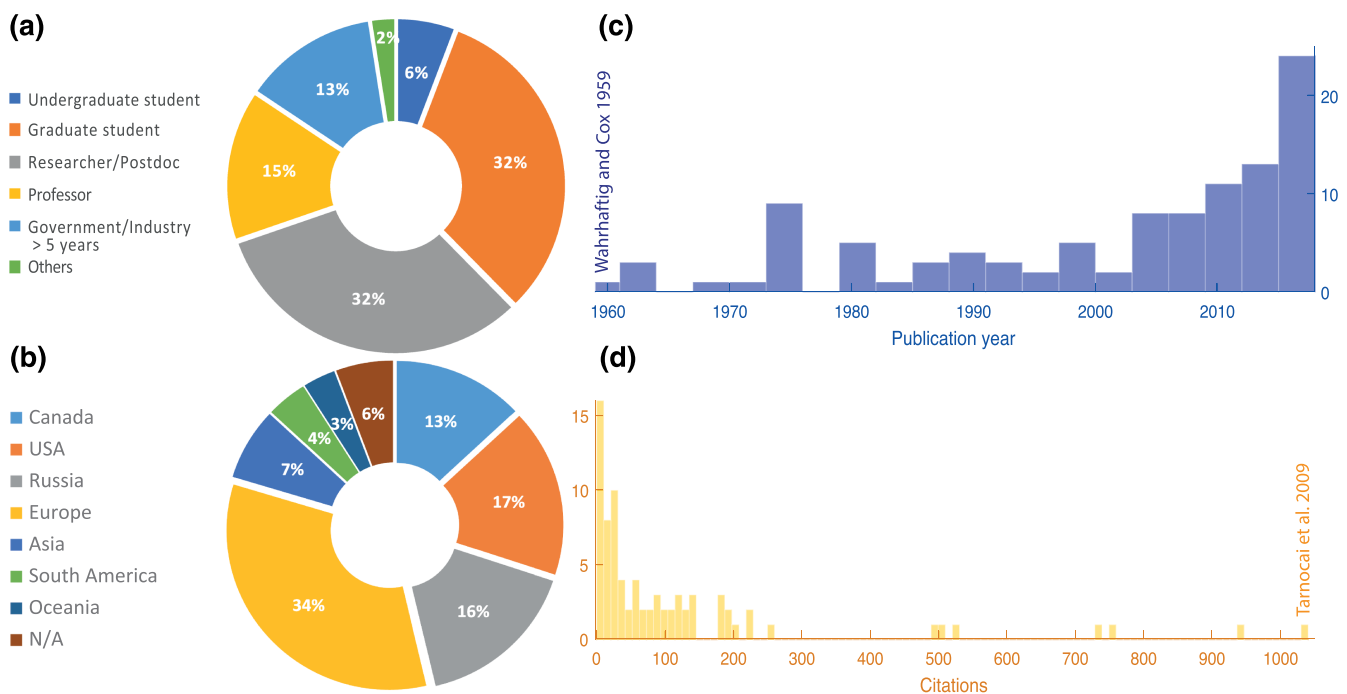 (a)
Undergraduate student
Graduate student
Researcher/Postdoc
Professor
Government/Industry
> 5 years
Others
2%
6%
13%
32%
15%
32%
(b)
Canada
USA
Russia
Europe
Asia
South America
Oceania
N/A
6%
13%
3%
4%
7%
17%
34%
16%
(c)
Wahrhaftig and Cox 1959
20
10
0
1960 1970 1980 1990 2000 2010
Publication year
(d)
15
10
5
0
Tarnocai et al. 2009
0 100 200 300 400 500 600 700 800 900 1000
Citations